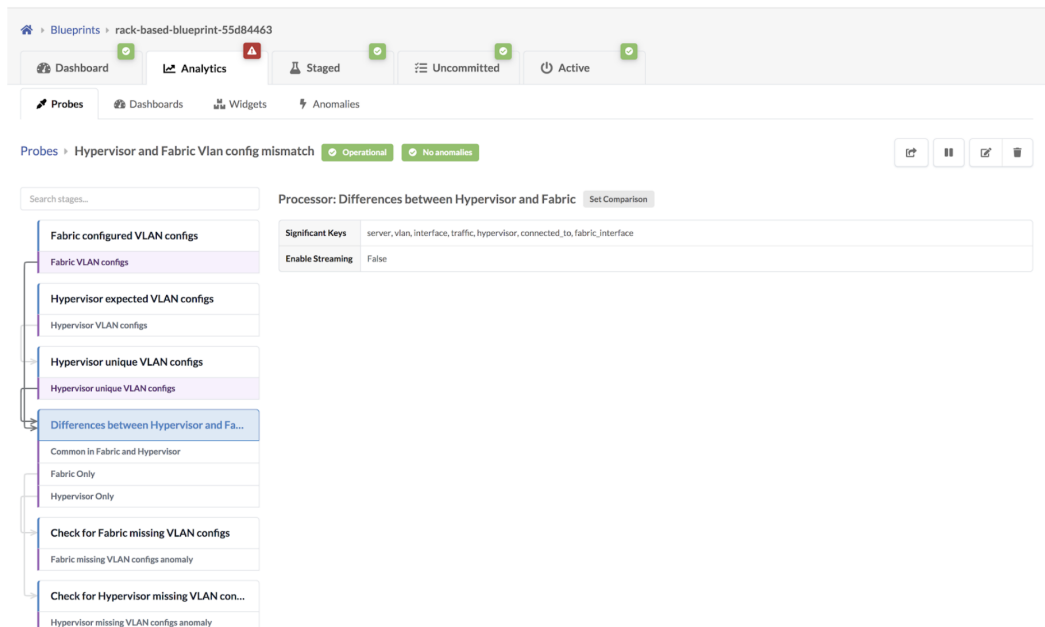 Blueprints rack-based-blueprint-55d84463
Dashboard Analytics Staged Uncommitted Active
Probes Dashboards Widgets Anomalies
Probes Hypervisor and Fabric Vlan config mismatch Operational No anomalies
Search stages...
Fabric configured VLAN configs
Fabric VLAN configs
Hypervisor expected VLAN configs
Hypervisor VLAN configs
Hypervisor unique VLAN configs
Hypervisor unique VLAN configs
Differences between Hypervisor and Fa...
Common in Fabric and Hypervisor
Fabric Only
Hypervisor Only
Check for Fabric missing VLAN configs
Fabric missing VLAN configs anomaly
Check for Hypervisor missing VLAN con...
Hypervisor missing VLAN configs anomaly
Processor: Differences between Hypervisor and Fabric Set Comparison
Significant Keys server, vlan, interface, traffic, hypervisor, connected_to, fabric_interface
Enable Streaming False